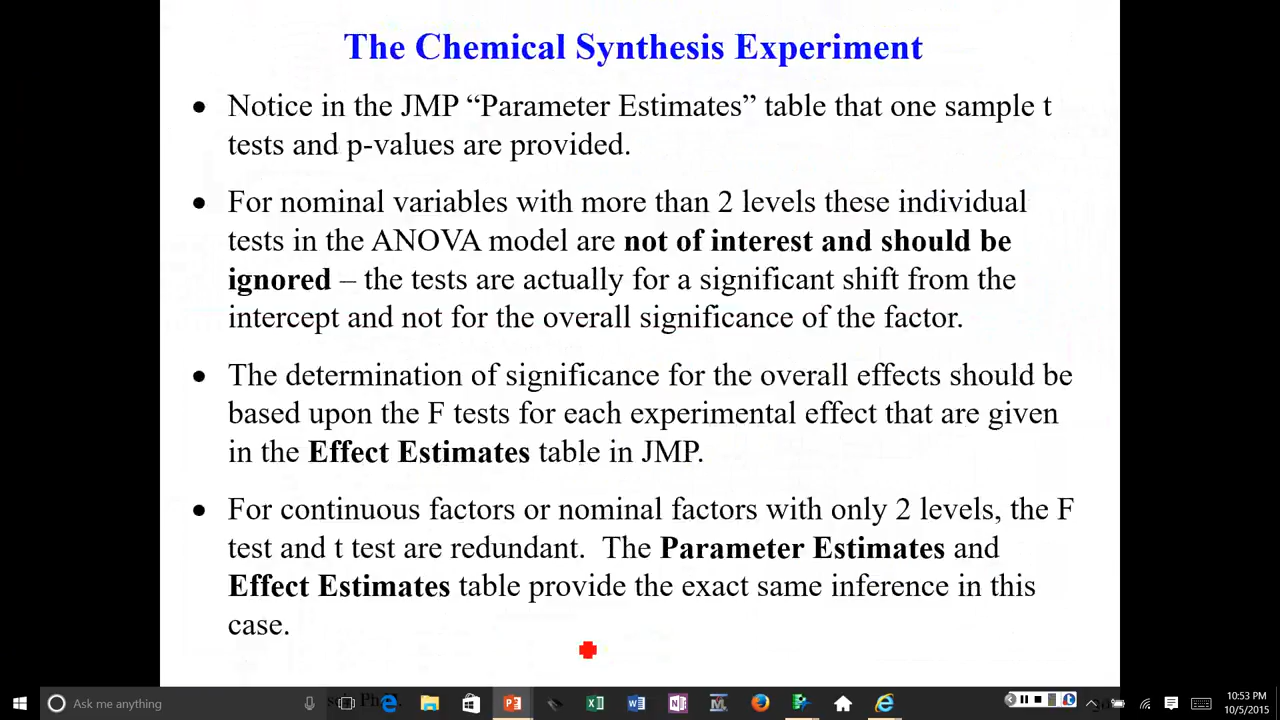 The Chemical Synthesis Experiment
• Notice in the JMP “Parameter Estimates” table that one sample t
tests and p-values are provided.
• For nominal variables with more than 2 levels these individual
tests in the ANOVA model are not of interest and should be
ignored – the tests are actually for a significant shift from the
intercept and not for the overall significance of the factor.
• The determination of significance for the overall effects should be
based upon the F tests for each experimental effect that are given
in the Effect Estimates table in JMP.
• For continuous factors or nominal factors with only 2 levels, the F
test and t test are redundant.  The Parameter Estimates and
Effect Estimates table provide the exact same inference in this
case.
Ask me anything
10:53 PM
10/5/2015